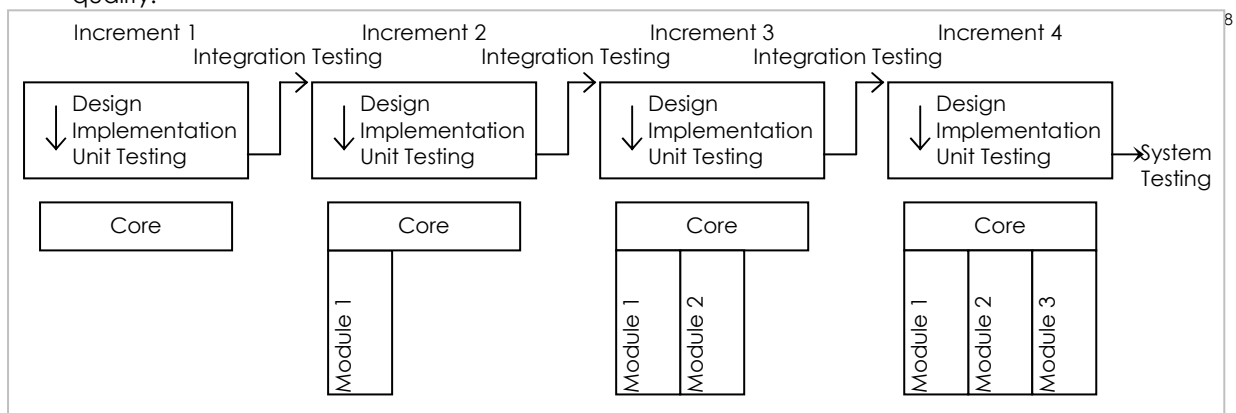 quality.
8
Increment 1 Increment 2 Increment 3 Increment 4
Integration Testing Integration Testing Integration Testing
Design Design Design Design
Implementation Implementation Implementation Implementation
Unit Testing Unit Testing Unit Testing Unit Testing
System
Testing
Core Core Core Core
Module 1
Module 1
Module 2
Module 1
Module 2
Module 3